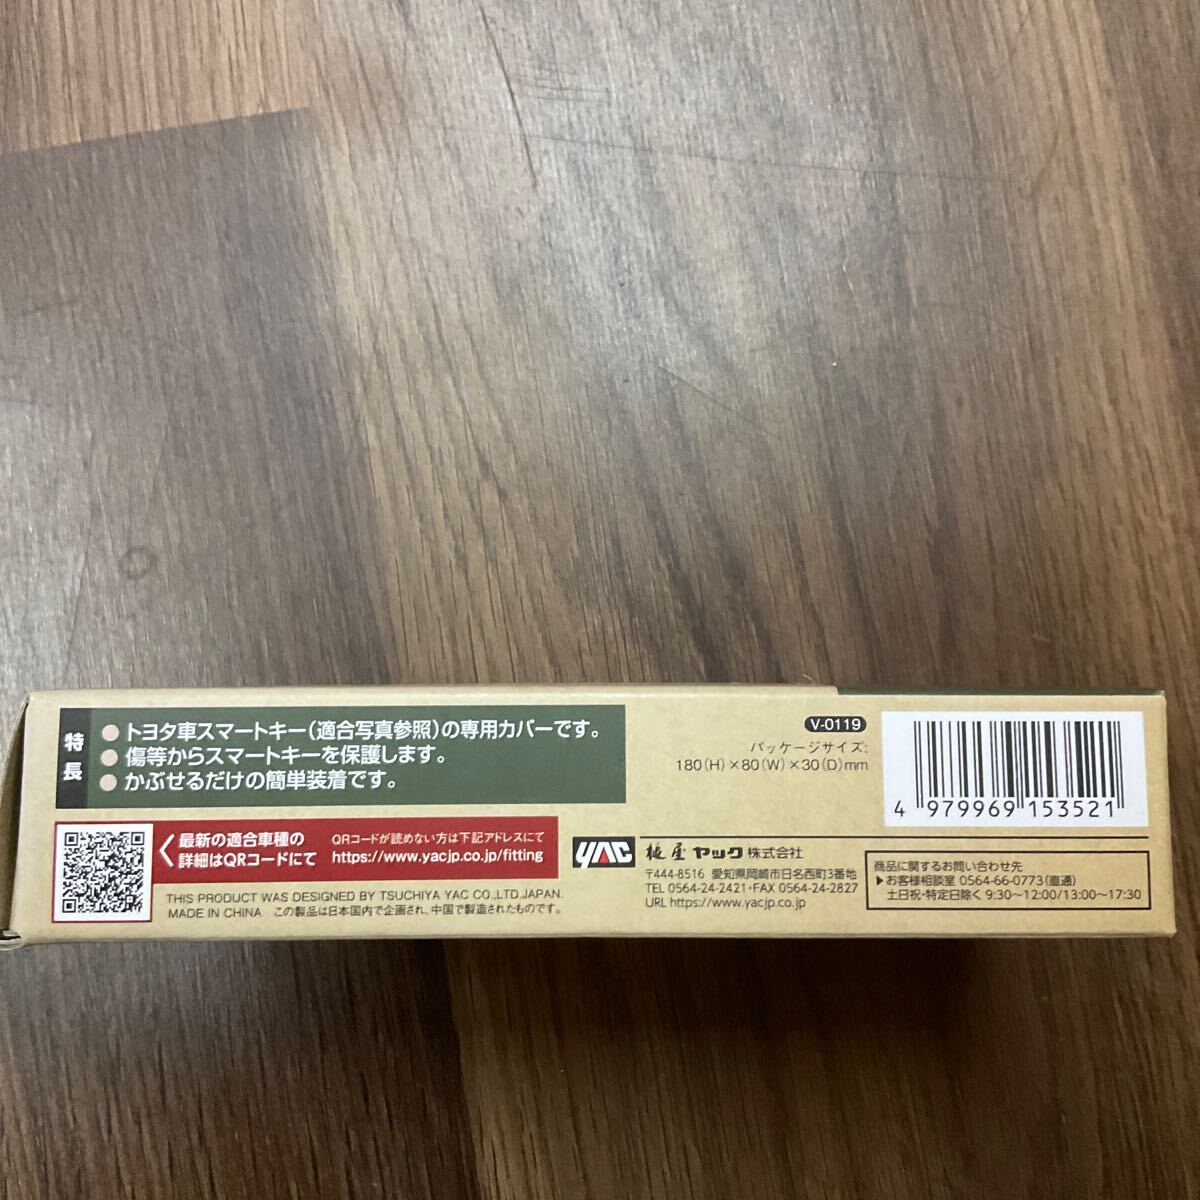 特長
●トヨタ車スマートキー(適合写真参照)の専用カバーです。
●傷等からスマートキーを保護します。
●かぶせるだけの簡単装着です。
最新の適合車種の
詳細はQRコードにて
QRコードが読めない方は下記アドレスにて
https://www.yacjp.co.jp/fitting
THIS PRODUCT WAS DESIGNED BY TSUCHIYA YAC CO.,LTD.JAPAN.
MADE IN CHINA この製品は日本国内で企画され、中国で製造されたものです。
V-0119
パッケージサイズ:
180(H)×80(W)×30(D)mm
4 979969 153521
YAC 槌屋ヤック株式会社
〒444-8516 愛知県岡崎市日名西町3番地
TEL 0564-24-2421・FAX 0564-24-2827
URL https://www.yacjp.co.jp
商品に関するお問い合わせ先
▶お客様相談室 0564-66-0773(直通)
土日祝・特定日除く 9:30~12:00/13:00~17:30